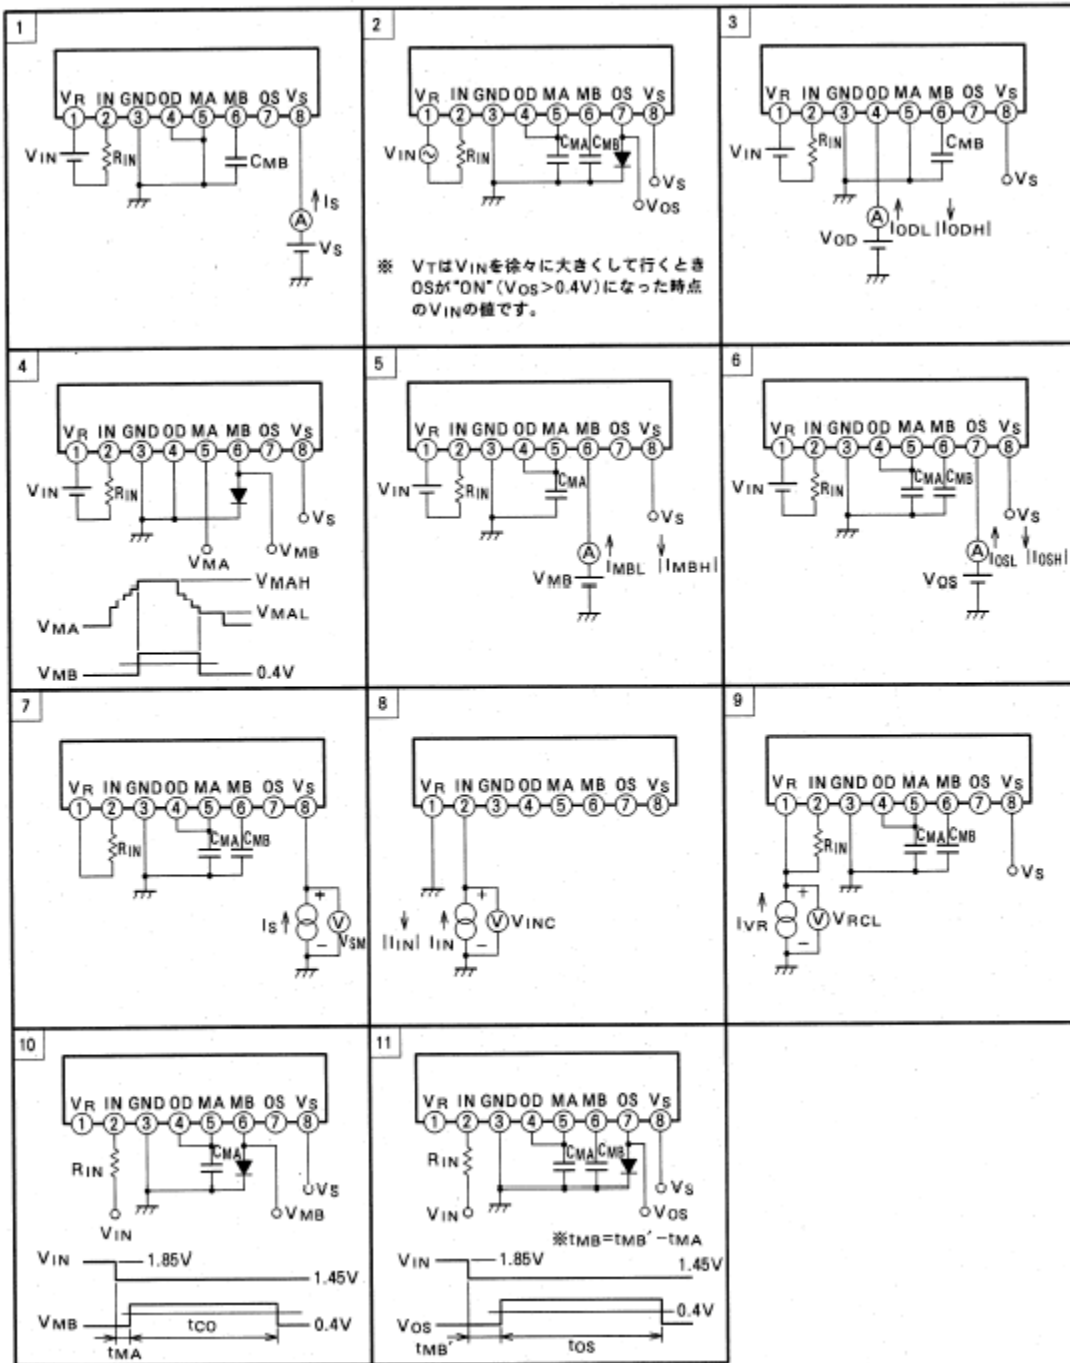 1
VR IN GND OD MA MB OS VS
1 2 3 4 5 6 7 8
VIN
RIN
CMB
IS
A
VS
2
VR IN GND OD MA MB OS VS
1 2 3 4 5 6 7 8
VIN
RIN
CMA
CMB
VS
VOS
※ VTはVINを徐々に大きくして行くとき
OSが"ON"(VOS>0.4V)になった時点
のVINの値です。
3
VR IN GND OD MA MB OS VS
1 2 3 4 5 6 7 8
VIN
RIN
CMB
VS
A
IODL |IODH|
VOD
4
VR IN GND OD MA MB OS VS
1 2 3 4 5 6 7 8
VIN
RIN
VS
VMA
VMB
VMAH
VMAL
VMA
VMB
0.4V
5
VR IN GND OD MA MB OS VS
1 2 3 4 5 6 7 8
VIN
RIN
CMA
VS
A
IMBL |IMBH|
VMB
6
VR IN GND OD MA MB OS VS
1 2 3 4 5 6 7 8
VIN
RIN
CMA
CMB
VS
A
IOSL |IOSH|
VOS
7
VR IN GND OD MA MB OS VS
1 2 3 4 5 6 7 8
RIN
CMA
CMB
+
IS
V
VSM
−
8
VR IN GND OD MA MB OS VS
1 2 3 4 5 6 7 8
+
|IIN| IIN
V
VINC
−
9
VR IN GND OD MA MB OS VS
1 2 3 4 5 6 7 8
RIN
CMA
CMB
VS
+
IVR
V
VRCL
−
10
VR IN GND OD MA MB OS VS
1 2 3 4 5 6 7 8
RIN
CMA
VS
VMB
VIN
VIN
1.85V
1.45V
VMB
tCO
0.4V
tMA
11
VR IN GND OD MA MB OS VS
1 2 3 4 5 6 7 8
RIN
CMA
CMB
VS
VIN
VOS
※tMB=tMB′−tMA
VIN
1.85V
1.45V
VOS
0.4V
tMB′
tOS